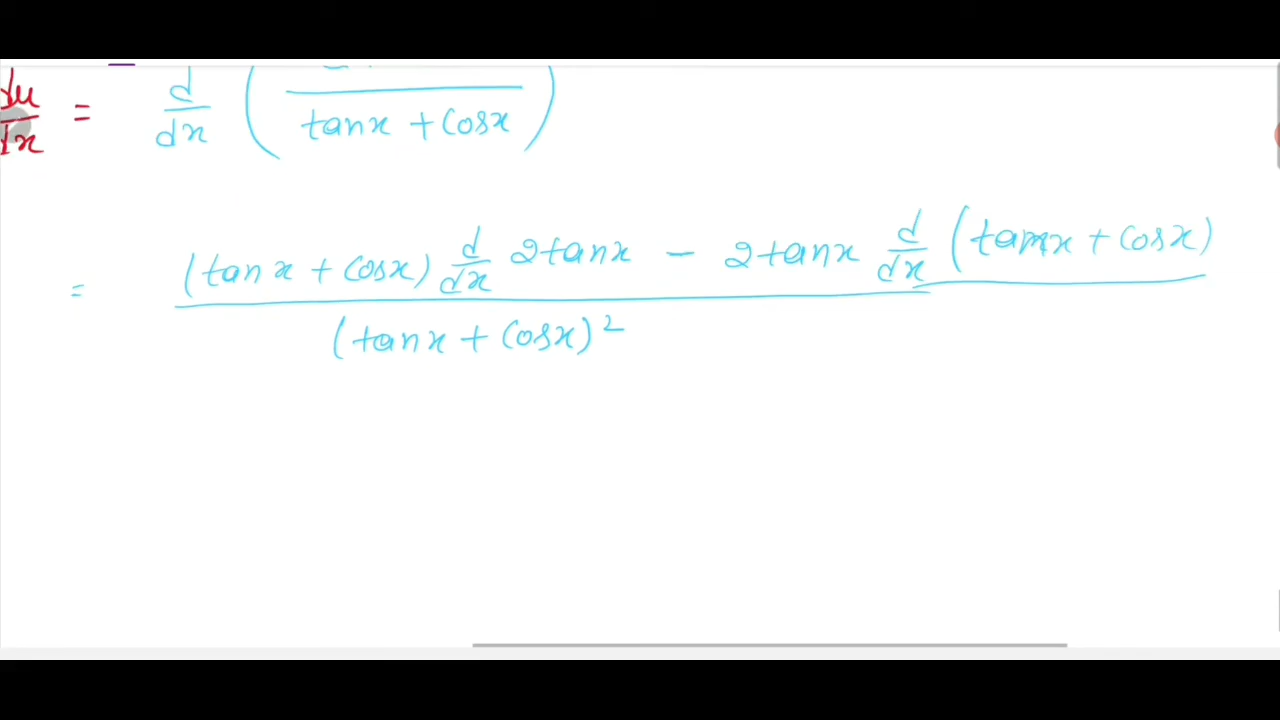 du/dx = d/dx ( / tanx + Cosx )
= (tanx + Cosx) d/dx 2tanx - 2tanx d/dx (tanx + Cosx)
(tanx + Cosx)²